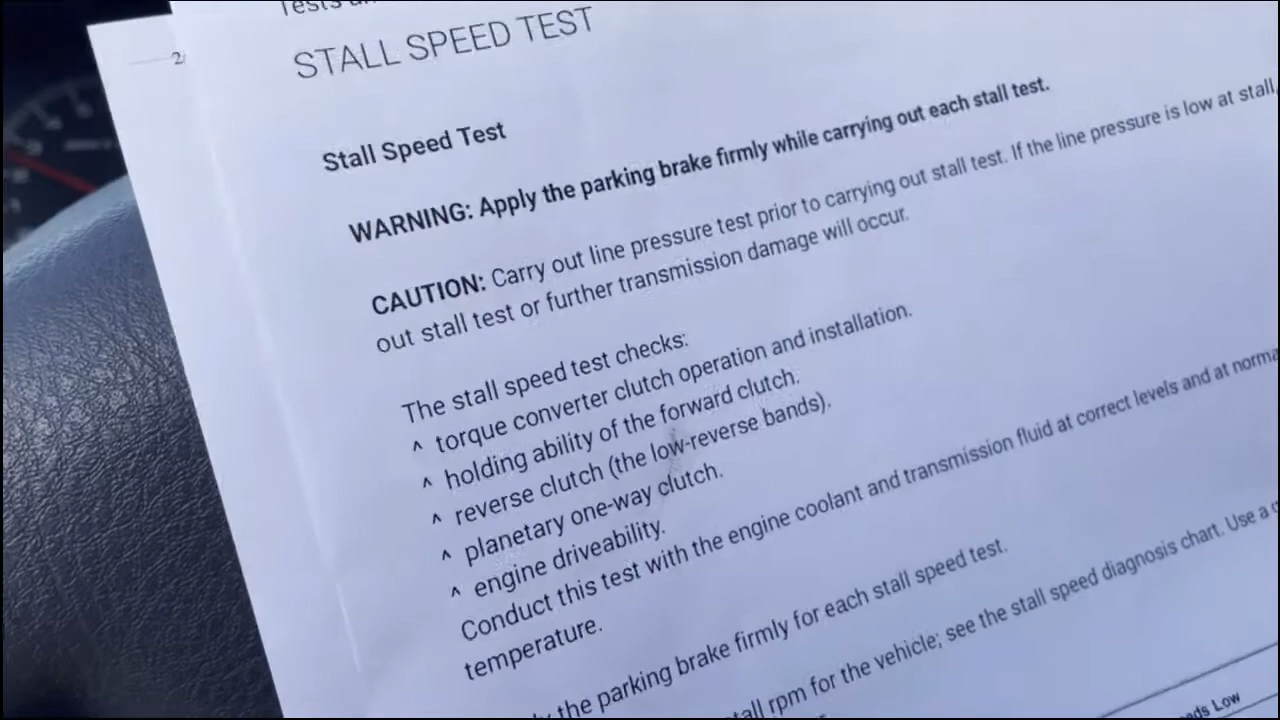 Tests
STALL SPEED TEST
Stall Speed Test
WARNING: Apply the parking brake firmly while carrying out each stall test.
CAUTION: Carry out line pressure test prior to carrying out stall test. If the line pressure is low at stall,
out stall test or further transmission damage will occur.
The stall speed test checks:
^ torque converter clutch operation and installation.
^ holding ability of the forward clutch.
^ reverse clutch (the low-reverse bands).
^ planetary one-way clutch.
^ engine driveability.
Conduct this test with the engine coolant and transmission fluid at correct levels and at
temperature.
the parking brake firmly for each stall speed test.
rpm for the vehicle; see the stall speed diagnosis chart. Use a
Low